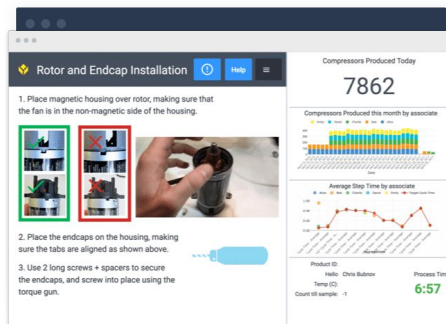 Rotor and Endcap Installation
Help
1. Place magnetic housing over rotor, making sure that
the fan is in the non-magnetic side of the housing.
2. Place the endcaps on the housing, making
sure the tabs are aligned as shown above.
3. Use 2 long screws + spacers to secure
the endcaps, and screw into place using the
torque gun.
Compressors Produced Today
7862
Compressors Produced this month by associate
Average Step Time by associate
Product ID:
Hello Chris Bubnov
Temp (C):
Count till sample: -1
Process Time
6:57